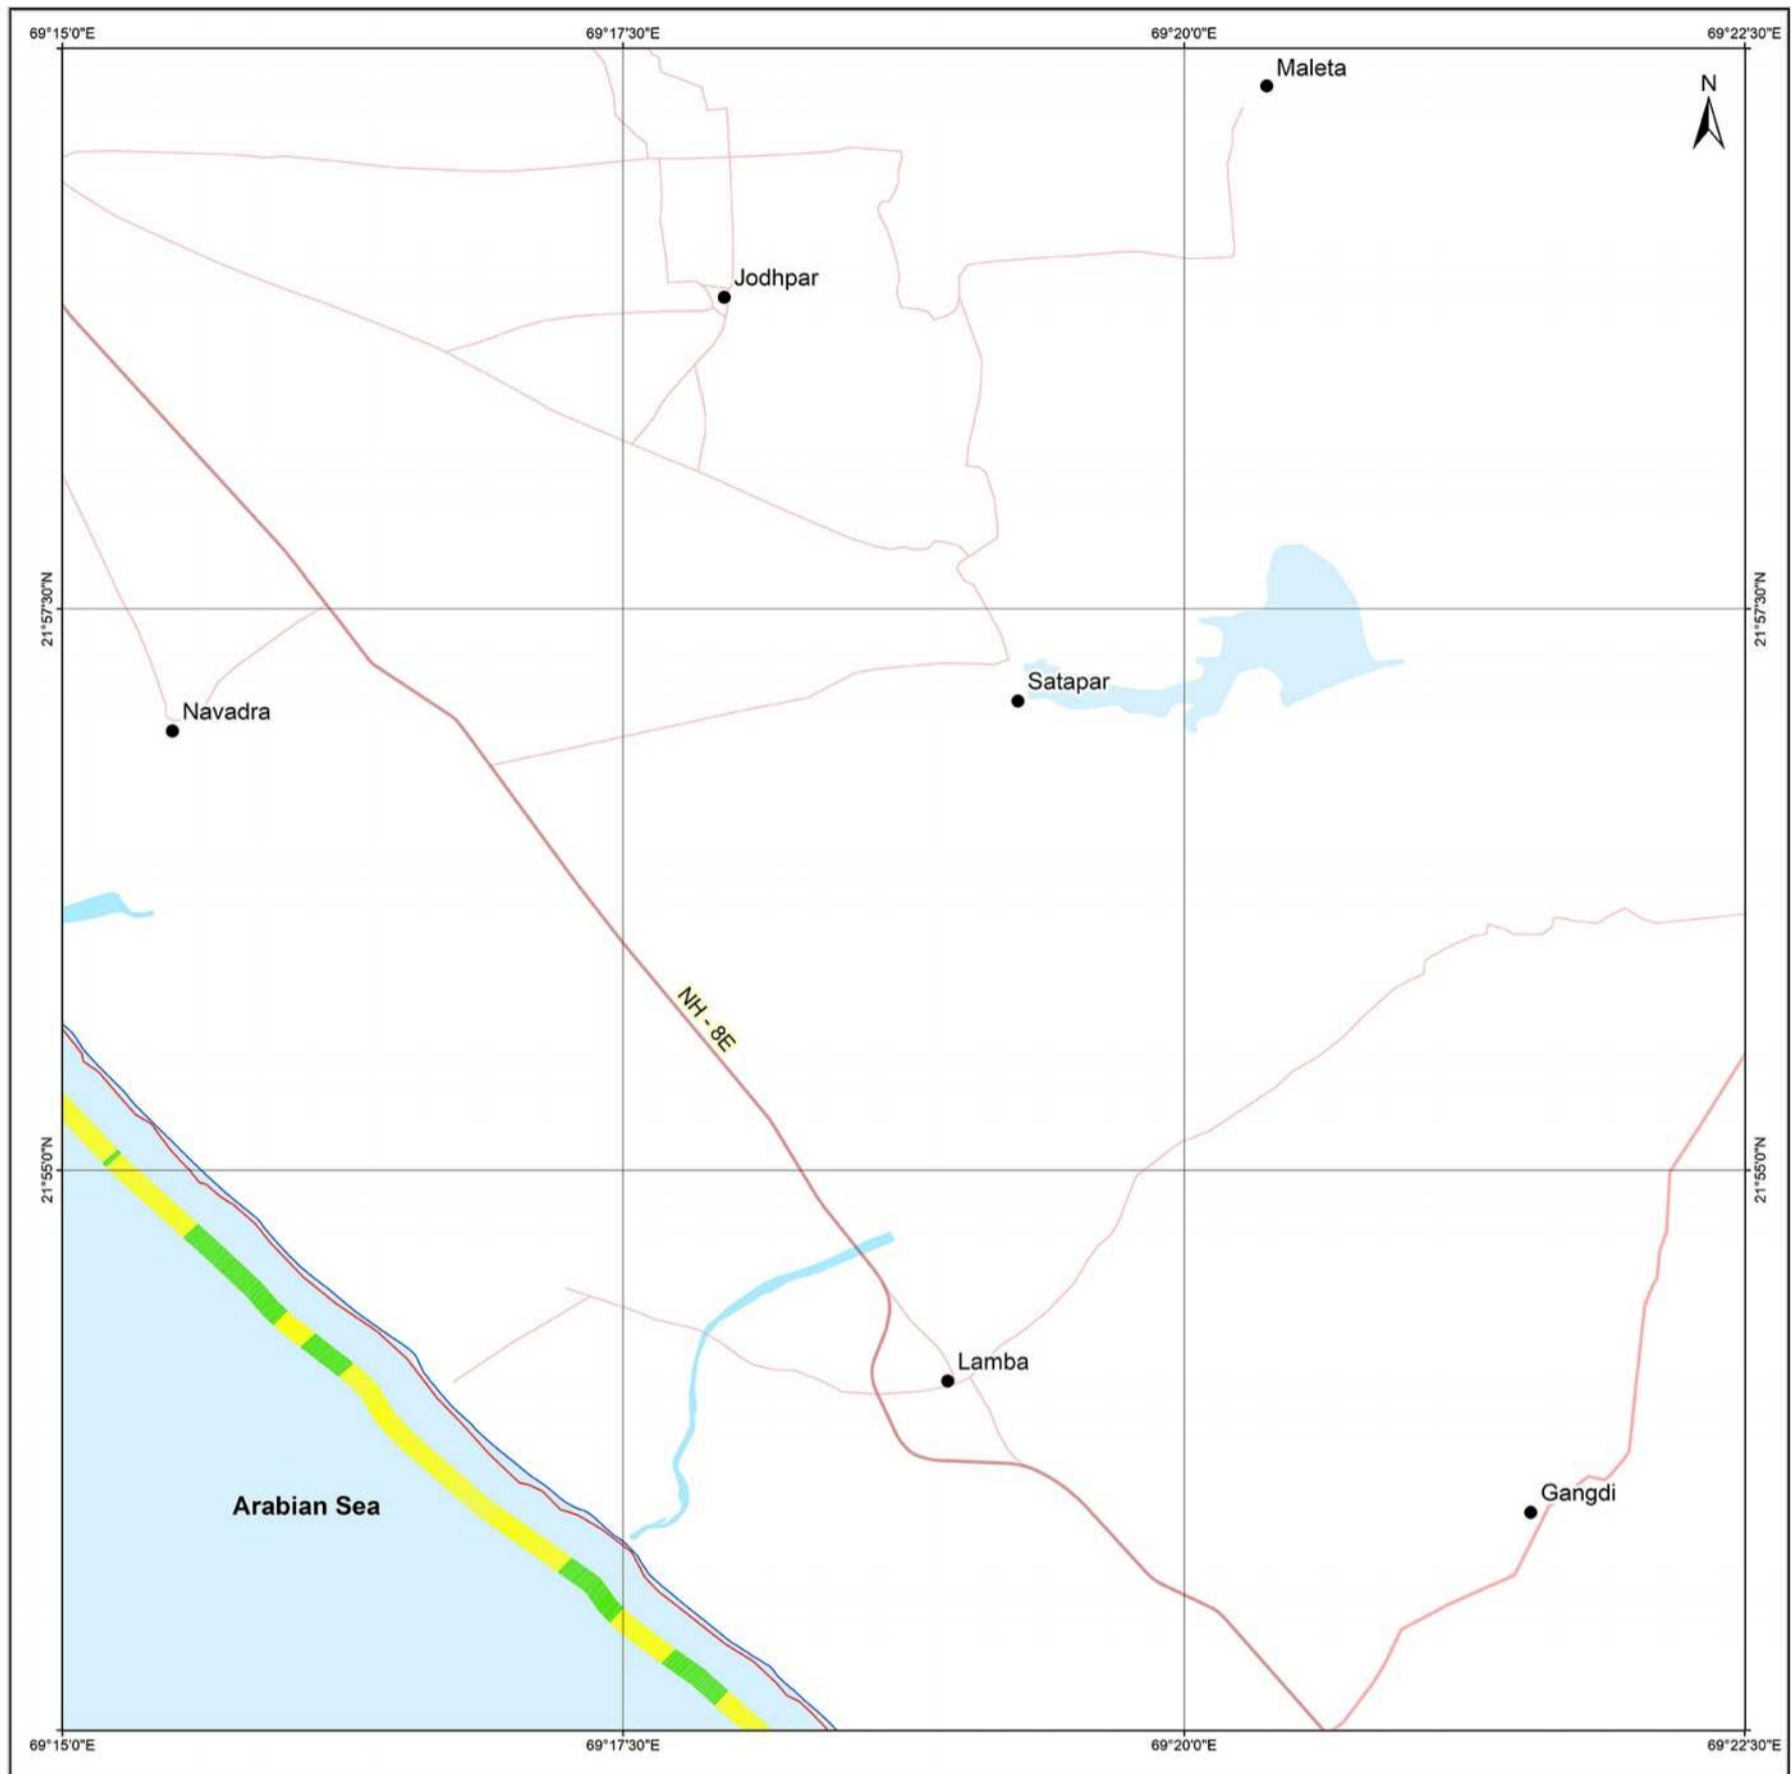 69°15'0"E
69°17'30"E
69°20'0"E
69°22'30"E
Maleta
N
Jodhpar
21°57'30"N
21°57'30"N
Satapar
Navadra
NH - 8E
21°55'0"N
21°55'0"N
Lamba
Gangdi
Arabian Sea
69°15'0"E
69°17'30"E
69°20'0"E
69°22'30"E